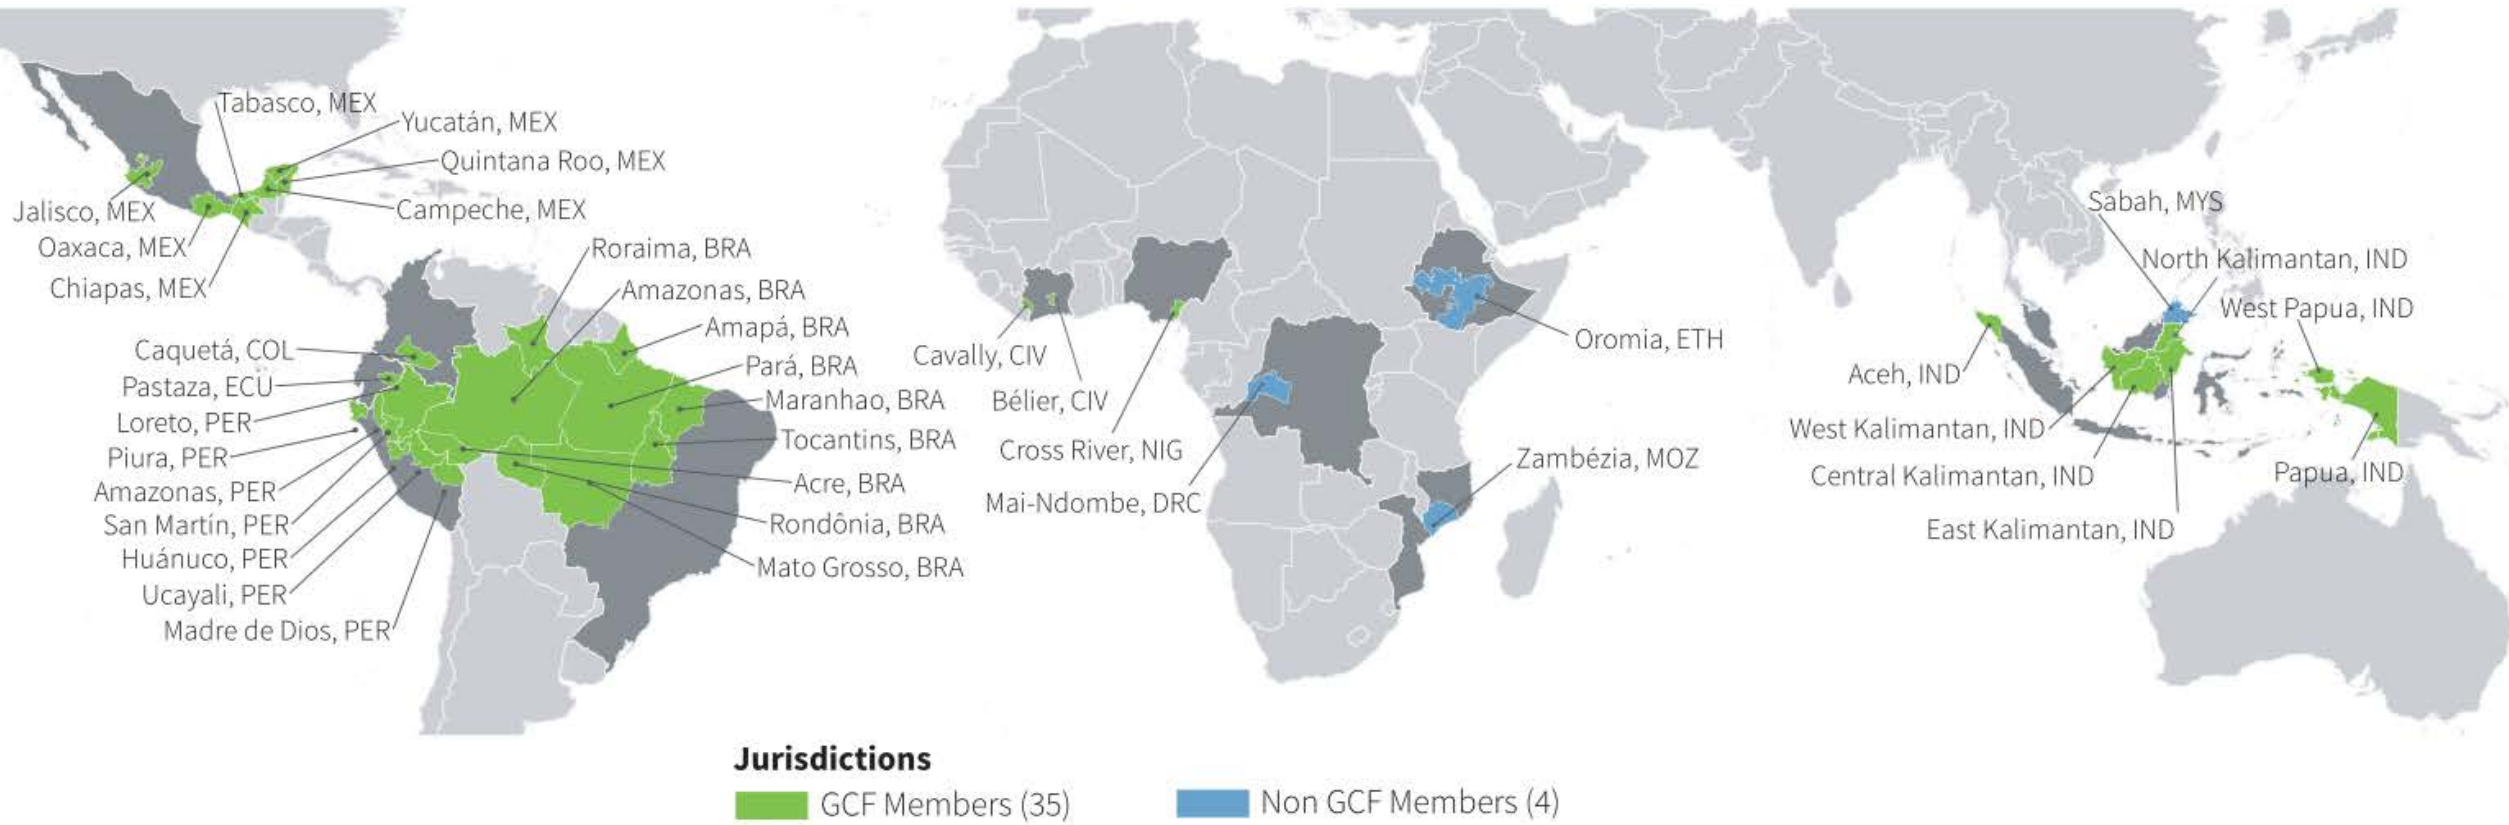 Tabasco, MEX
Yucatán, MEX
Quintana Roo, MEX
Campeche, MEX
Jalisco, MEX
Oaxaca, MEX
Chiapas, MEX
Roraima, BRA
Amazonas, BRA
Amapá, BRA
Pará, BRA
Maranhao, BRA
Tocantins, BRA
Acre, BRA
Rondônia, BRA
Mato Grosso, BRA
Caquetá, COL
Pastaza, ECU
Loreto, PER
Piura, PER
Amazonas, PER
San Martín, PER
Huánuco, PER
Ucayali, PER
Madre de Dios, PER
Cavally, CIV
Bélier, CIV
Cross River, NIG
Mai-Ndombe, DRC
Oromia, ETH
Zambézia, MOZ
Sabah, MYS
North Kalimantan, IND
West Papua, IND
Aceh, IND
West Kalimantan, IND
Central Kalimantan, IND
East Kalimantan, IND
Papua, IND
Jurisdictions
GCF Members (35)
Non GCF Members (4)